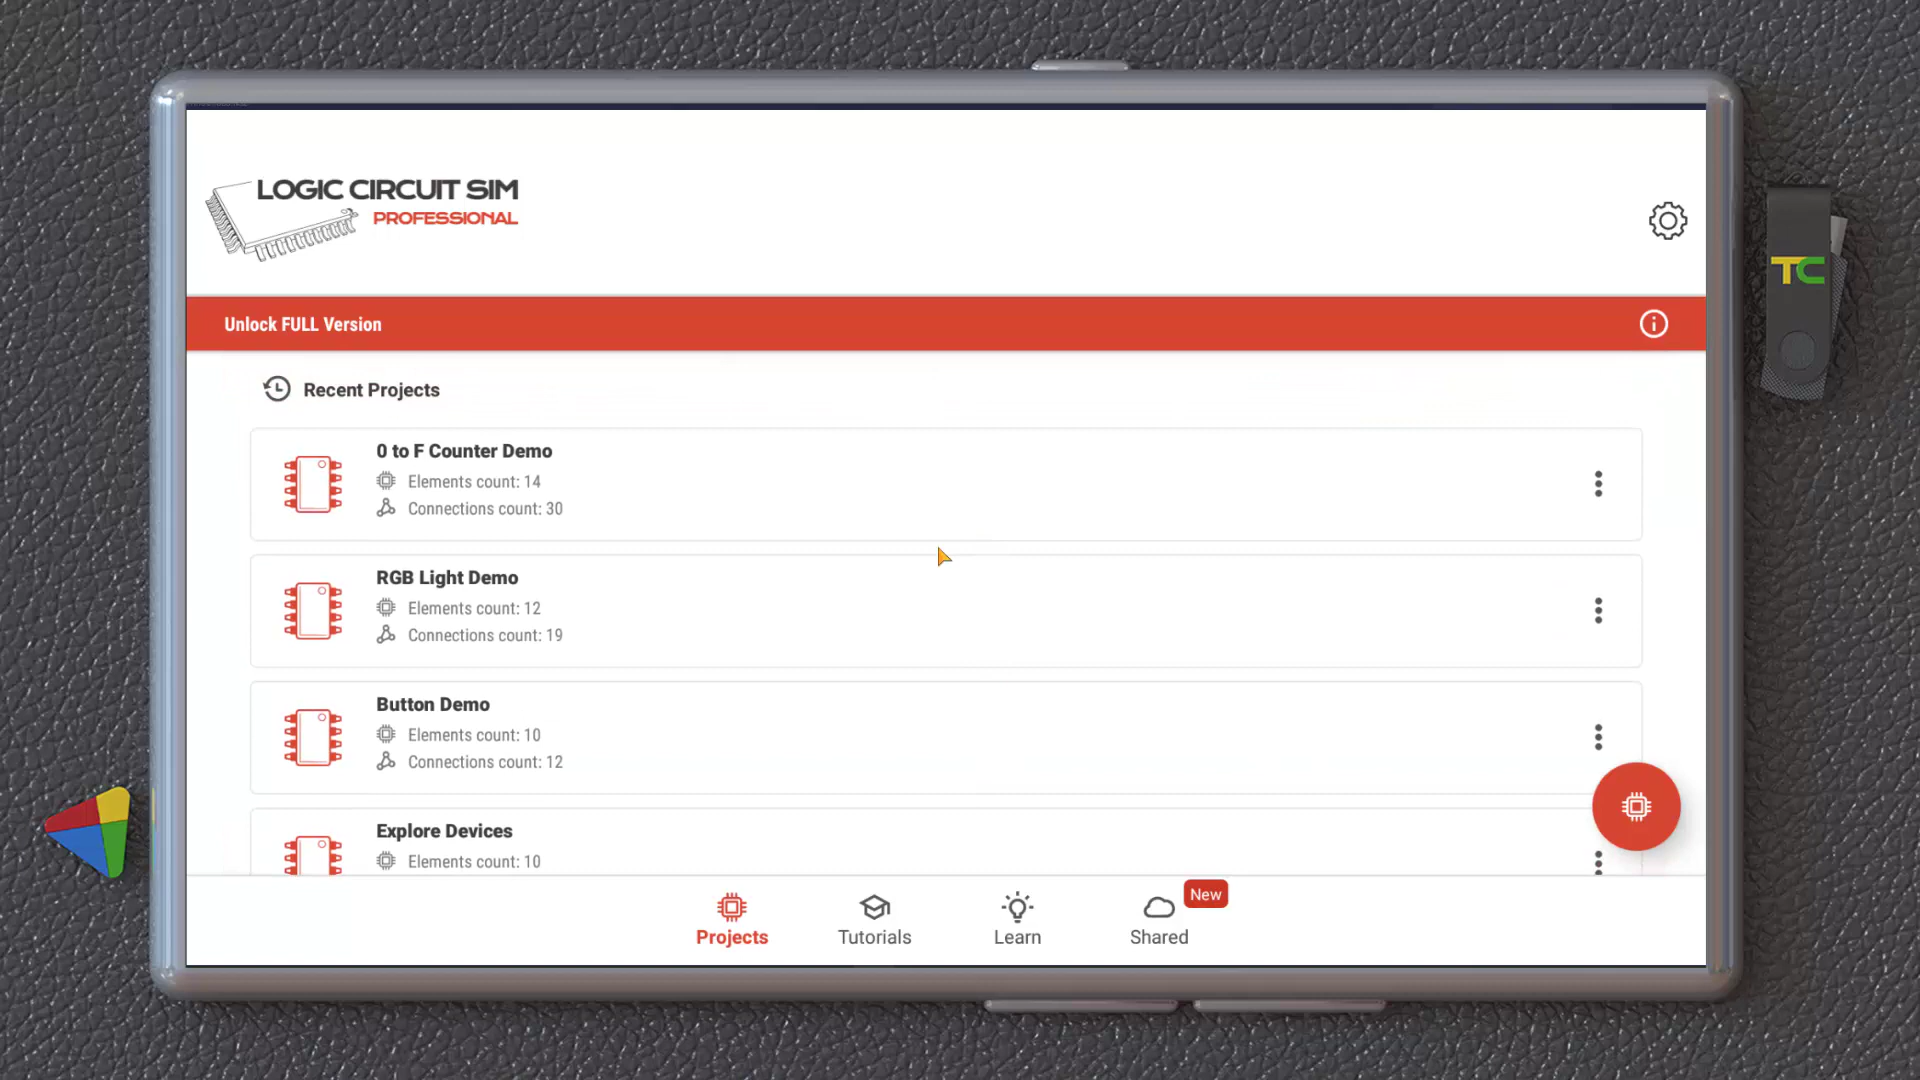 LOGIC CIRCUIT SIM
PROFESSIONAL
TC
Unlock FULL Version
Recent Projects
0 to F Counter Demo
Elements count: 14
Connections count: 30
RGB Light Demo
Elements count: 12
Connections count: 19
Button Demo
Elements count: 10
Connections count: 12
Explore Devices
Elements count: 10
New
Projects
Tutorials
Learn
Shared